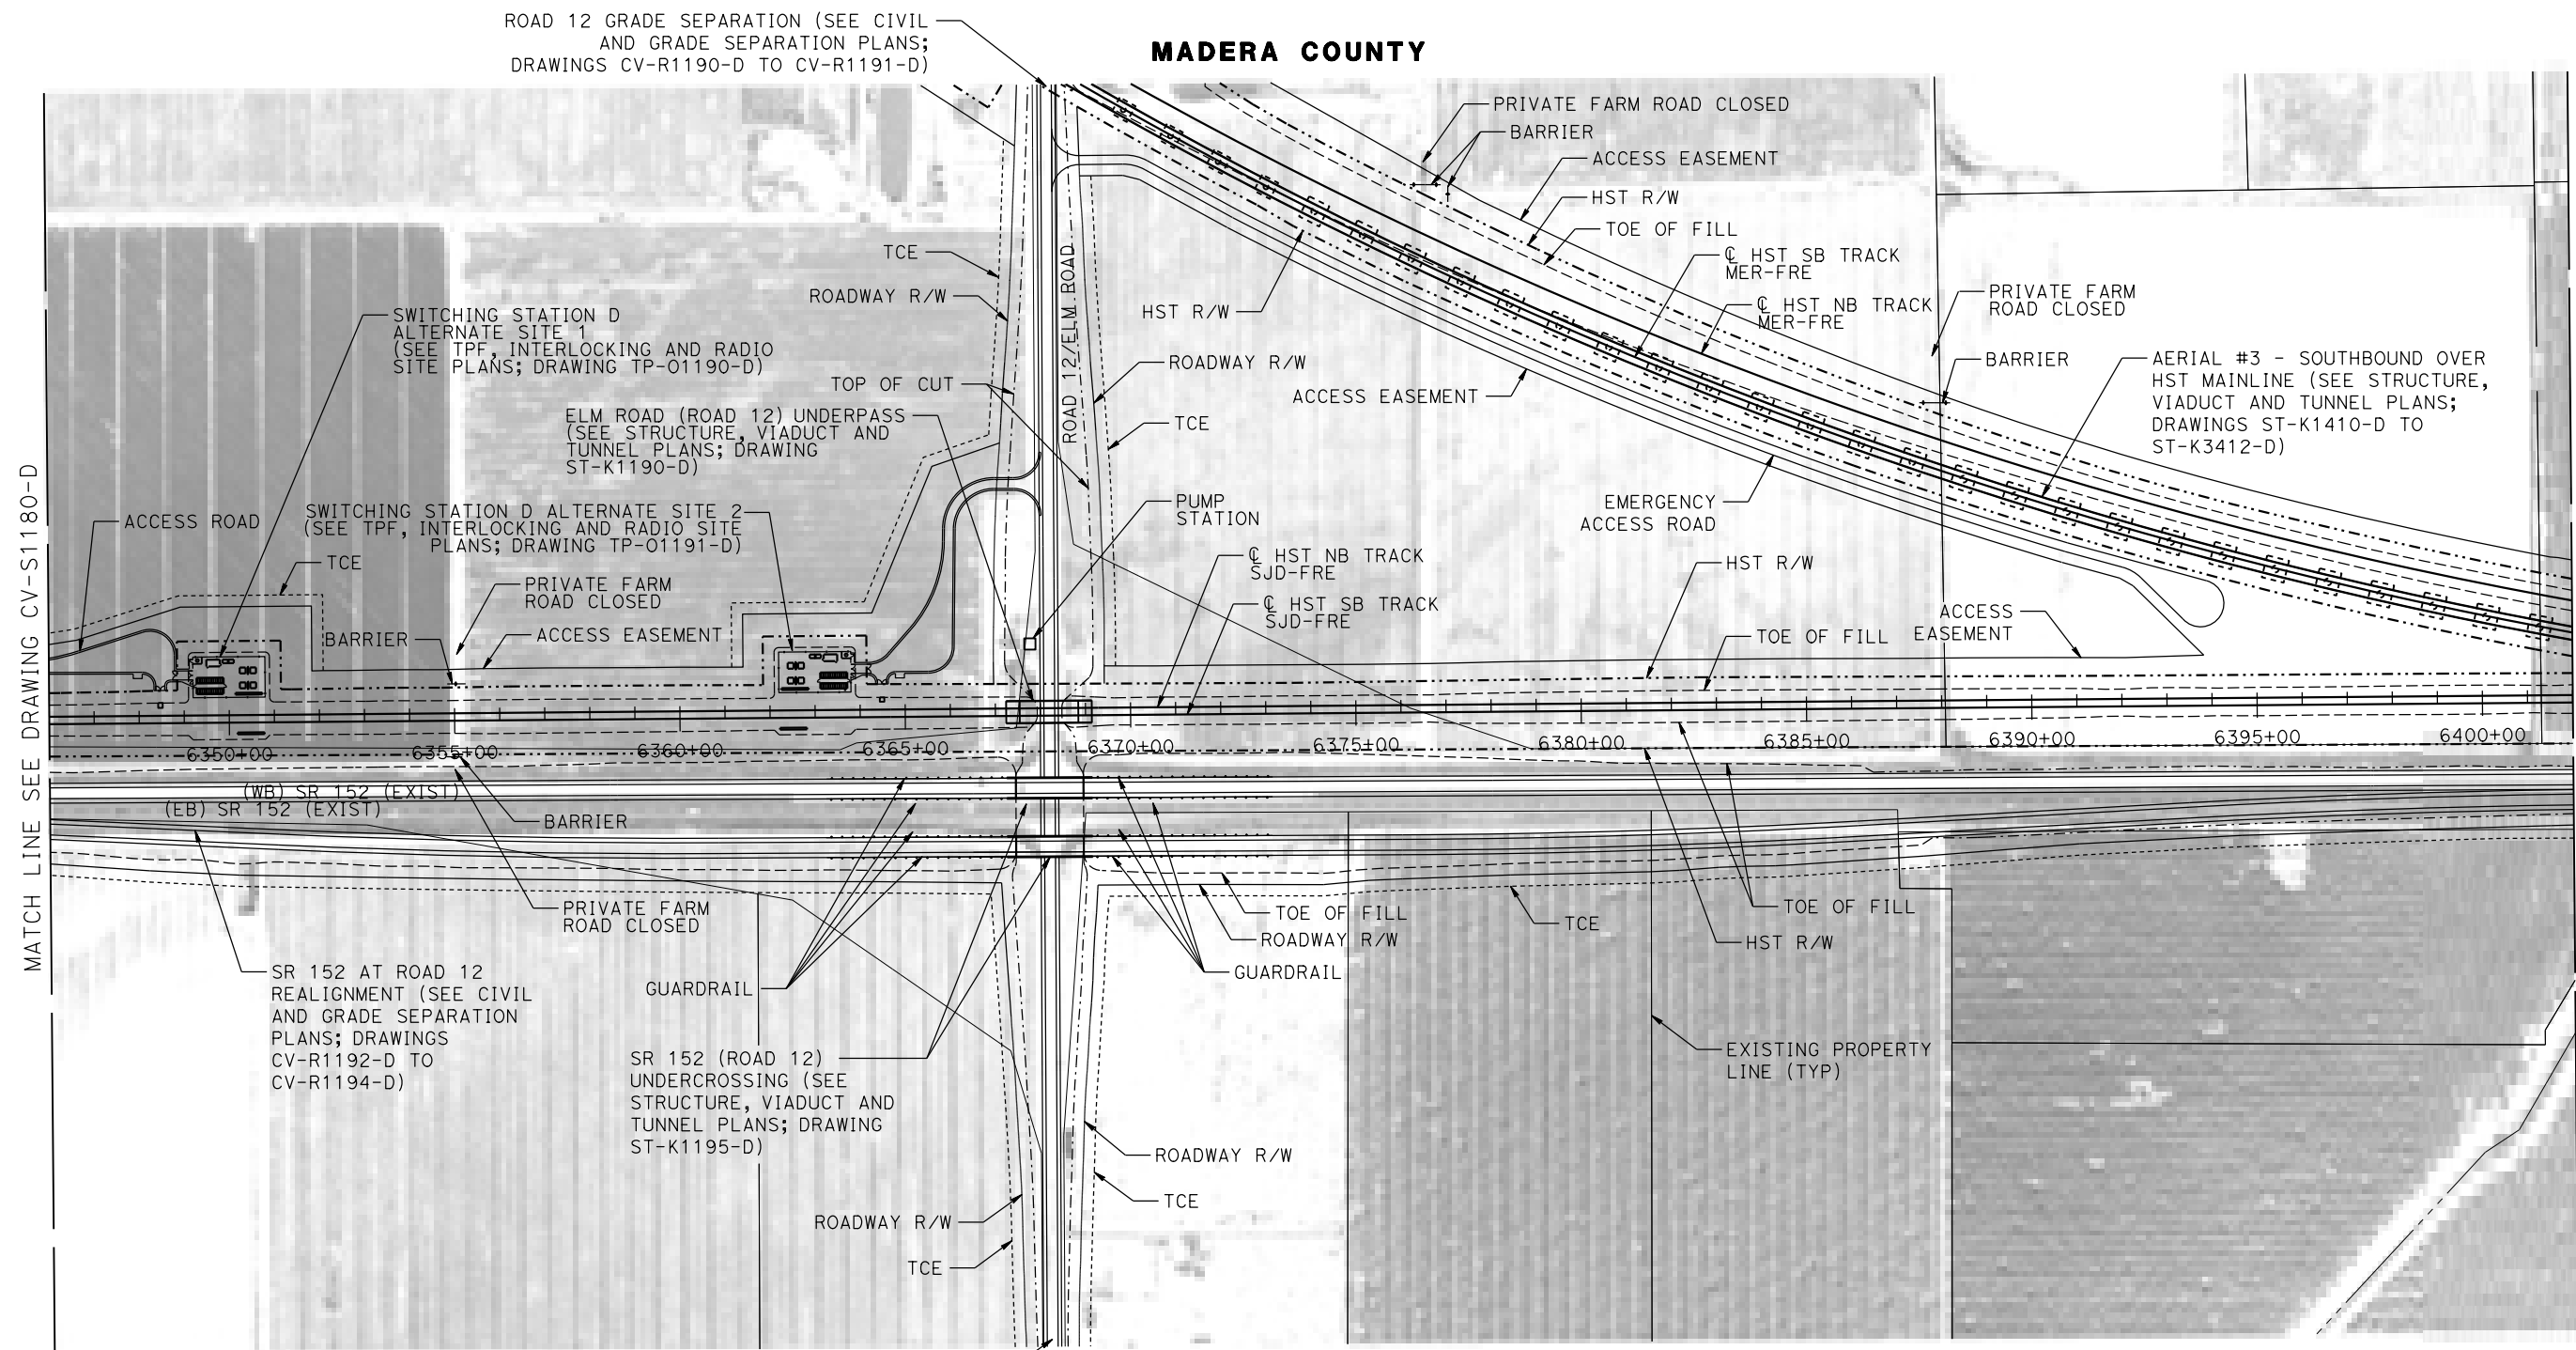 ROAD 12 GRADE SEPARATION (SEE CIVIL
AND GRADE SEPARATION PLANS;
DRAWINGS CV-R1190-D TO CV-R1191-D)
MADERA COUNTY
PRIVATE FARM ROAD CLOSED
BARRIER
ACCESS EASEMENT
HST R/W
TOE OF FILL
℄ HST SB TRACK
MER-FRE
℄ HST NB TRACK
MER-FRE
PRIVATE FARM
ROAD CLOSED
BARRIER
AERIAL #3 - SOUTHBOUND OVER
HST MAINLINE (SEE STRUCTURE,
VIADUCT AND TUNNEL PLANS;
DRAWINGS ST-K1410-D TO
ST-K3412-D)
TCE
ROADWAY R/W
SWITCHING STATION D
ALTERNATE SITE 1
(SEE TPF, INTERLOCKING AND RADIO
SITE PLANS; DRAWING TP-O1190-D)
TOP OF CUT
ELM ROAD (ROAD 12) UNDERPASS
(SEE STRUCTURE, VIADUCT AND
TUNNEL PLANS; DRAWING
ST-K1190-D)
ROAD 12/ELM ROAD
HST R/W
ROADWAY R/W
ACCESS EASEMENT
TCE
PUMP
STATION
EMERGENCY
ACCESS ROAD
MATCH LINE SEE DRAWING CV-S1180-D
ACCESS ROAD
SWITCHING STATION D ALTERNATE SITE 2
(SEE TPF, INTERLOCKING AND RADIO SITE
PLANS; DRAWING TP-O1191-D)
TCE
PRIVATE FARM
ROAD CLOSED
BARRIER
ACCESS EASEMENT
℄ HST NB TRACK
SJD-FRE
℄ HST SB TRACK
SJD-FRE
HST R/W
TOE OF FILL
ACCESS
EASEMENT
6350+00
6355+00
6360+00
6365+00
6370+00
6375+00
6380+00
6385+00
6390+00
6395+00
6400+00
(WB) SR 152 (EXIST)
(EB) SR 152 (EXIST)
BARRIER
PRIVATE FARM
ROAD CLOSED
SR 152 AT ROAD 12
REALIGNMENT (SEE CIVIL
AND GRADE SEPARATION
PLANS; DRAWINGS
CV-R1192-D TO
CV-R1194-D)
GUARDRAIL
SR 152 (ROAD 12)
UNDERCROSSING (SEE
STRUCTURE, VIADUCT AND
TUNNEL PLANS; DRAWING
ST-K1195-D)
TOE OF FILL
ROADWAY R/W
GUARDRAIL
TCE
TOE OF FILL
HST R/W
EXISTING PROPERTY
LINE (TYP)
ROADWAY R/W
TCE
ROADWAY R/W
TCE